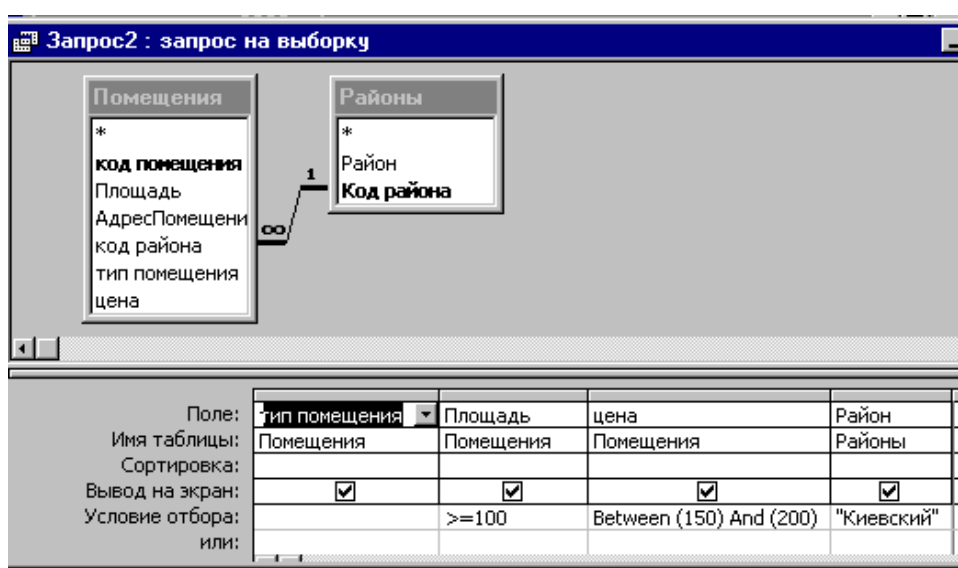 Запрос2 : запрос на выборку
Помещения
*
код помещения
Площадь
АдресПомещени
код района
тип помещения
цена
Районы
*
Район
Код района
1
∞
Поле: тип помещения Площадь цена Район
Имя таблицы: Помещения Помещения Помещения Районы
Сортировка:
Вывод на экран:
Условие отбора: >=100 Between (150) And (200) "Киевский"
или: